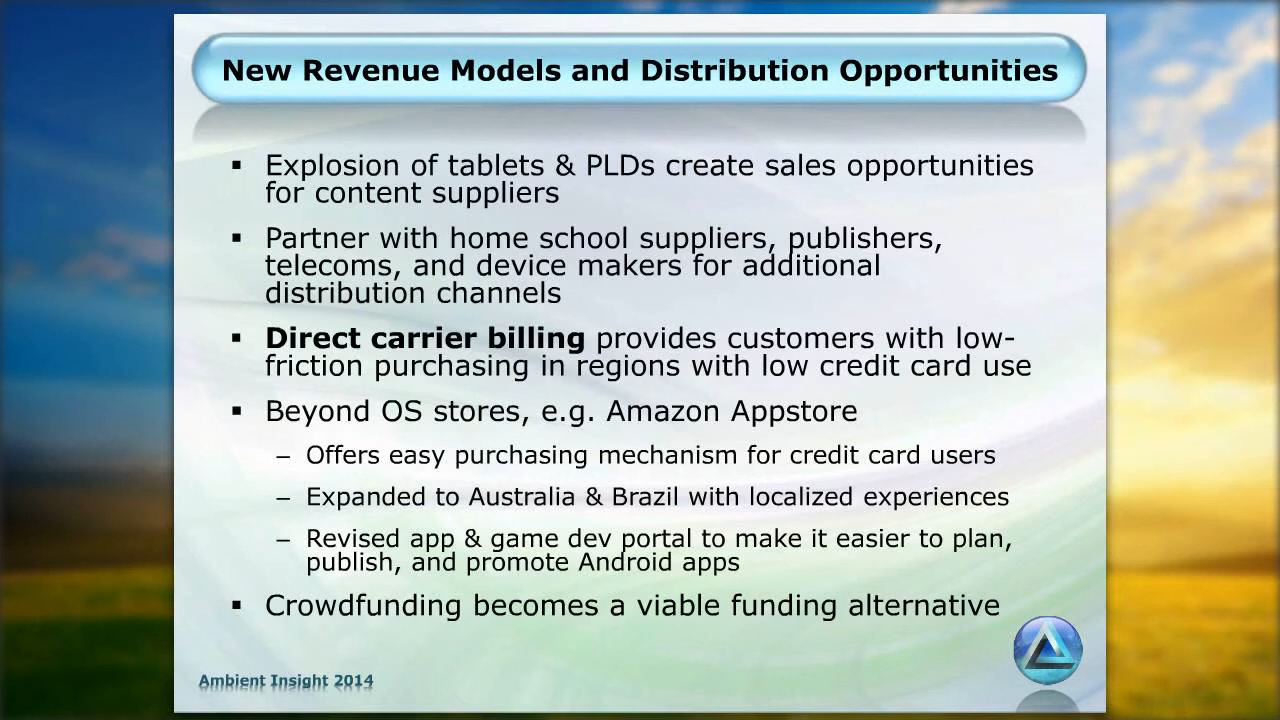 New Revenue Models and Distribution Opportunities
▪ Explosion of tablets & PLDs create sales opportunities
for content suppliers
▪ Partner with home school suppliers, publishers,
telecoms, and device makers for additional
distribution channels
▪ Direct carrier billing provides customers with low-
friction purchasing in regions with low credit card use
▪ Beyond OS stores, e.g. Amazon Appstore
– Offers easy purchasing mechanism for credit card users
– Expanded to Australia & Brazil with localized experiences
– Revised app & game dev portal to make it easier to plan,
publish, and promote Android apps
▪ Crowdfunding becomes a viable funding alternative
Ambient Insight 2014